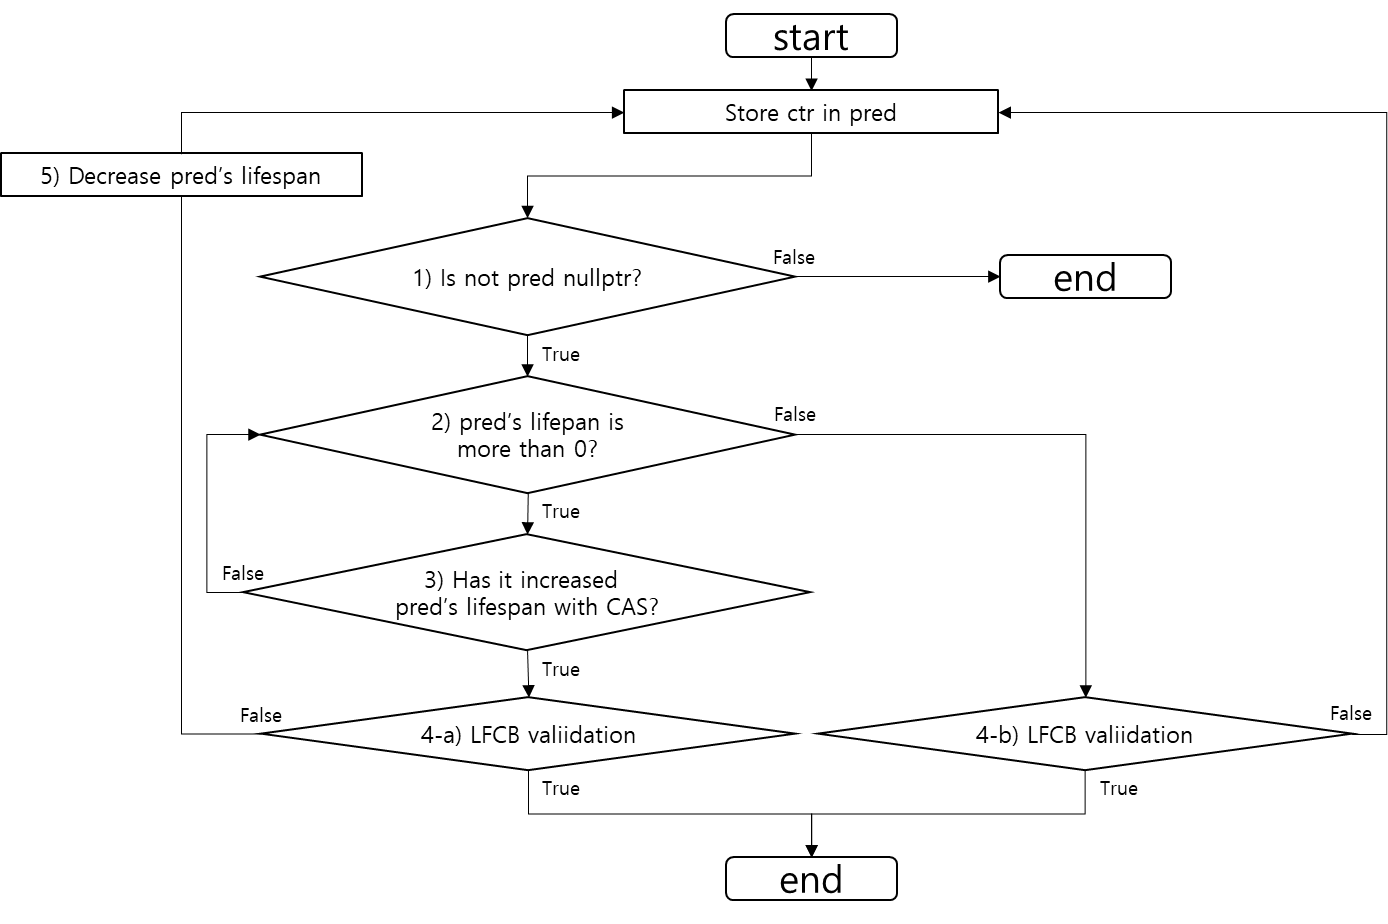 start
Store ctr in pred
5) Decrease pred's lifespan
1) Is not pred nullptr?
False
end
True
2) pred's lifepan is
more than 0?
False
True
3) Has it increased
pred's lifespan with CAS?
False
True
4-a) LFCB valiidation
False
True
4-b) LFCB valiidation
False
True
end